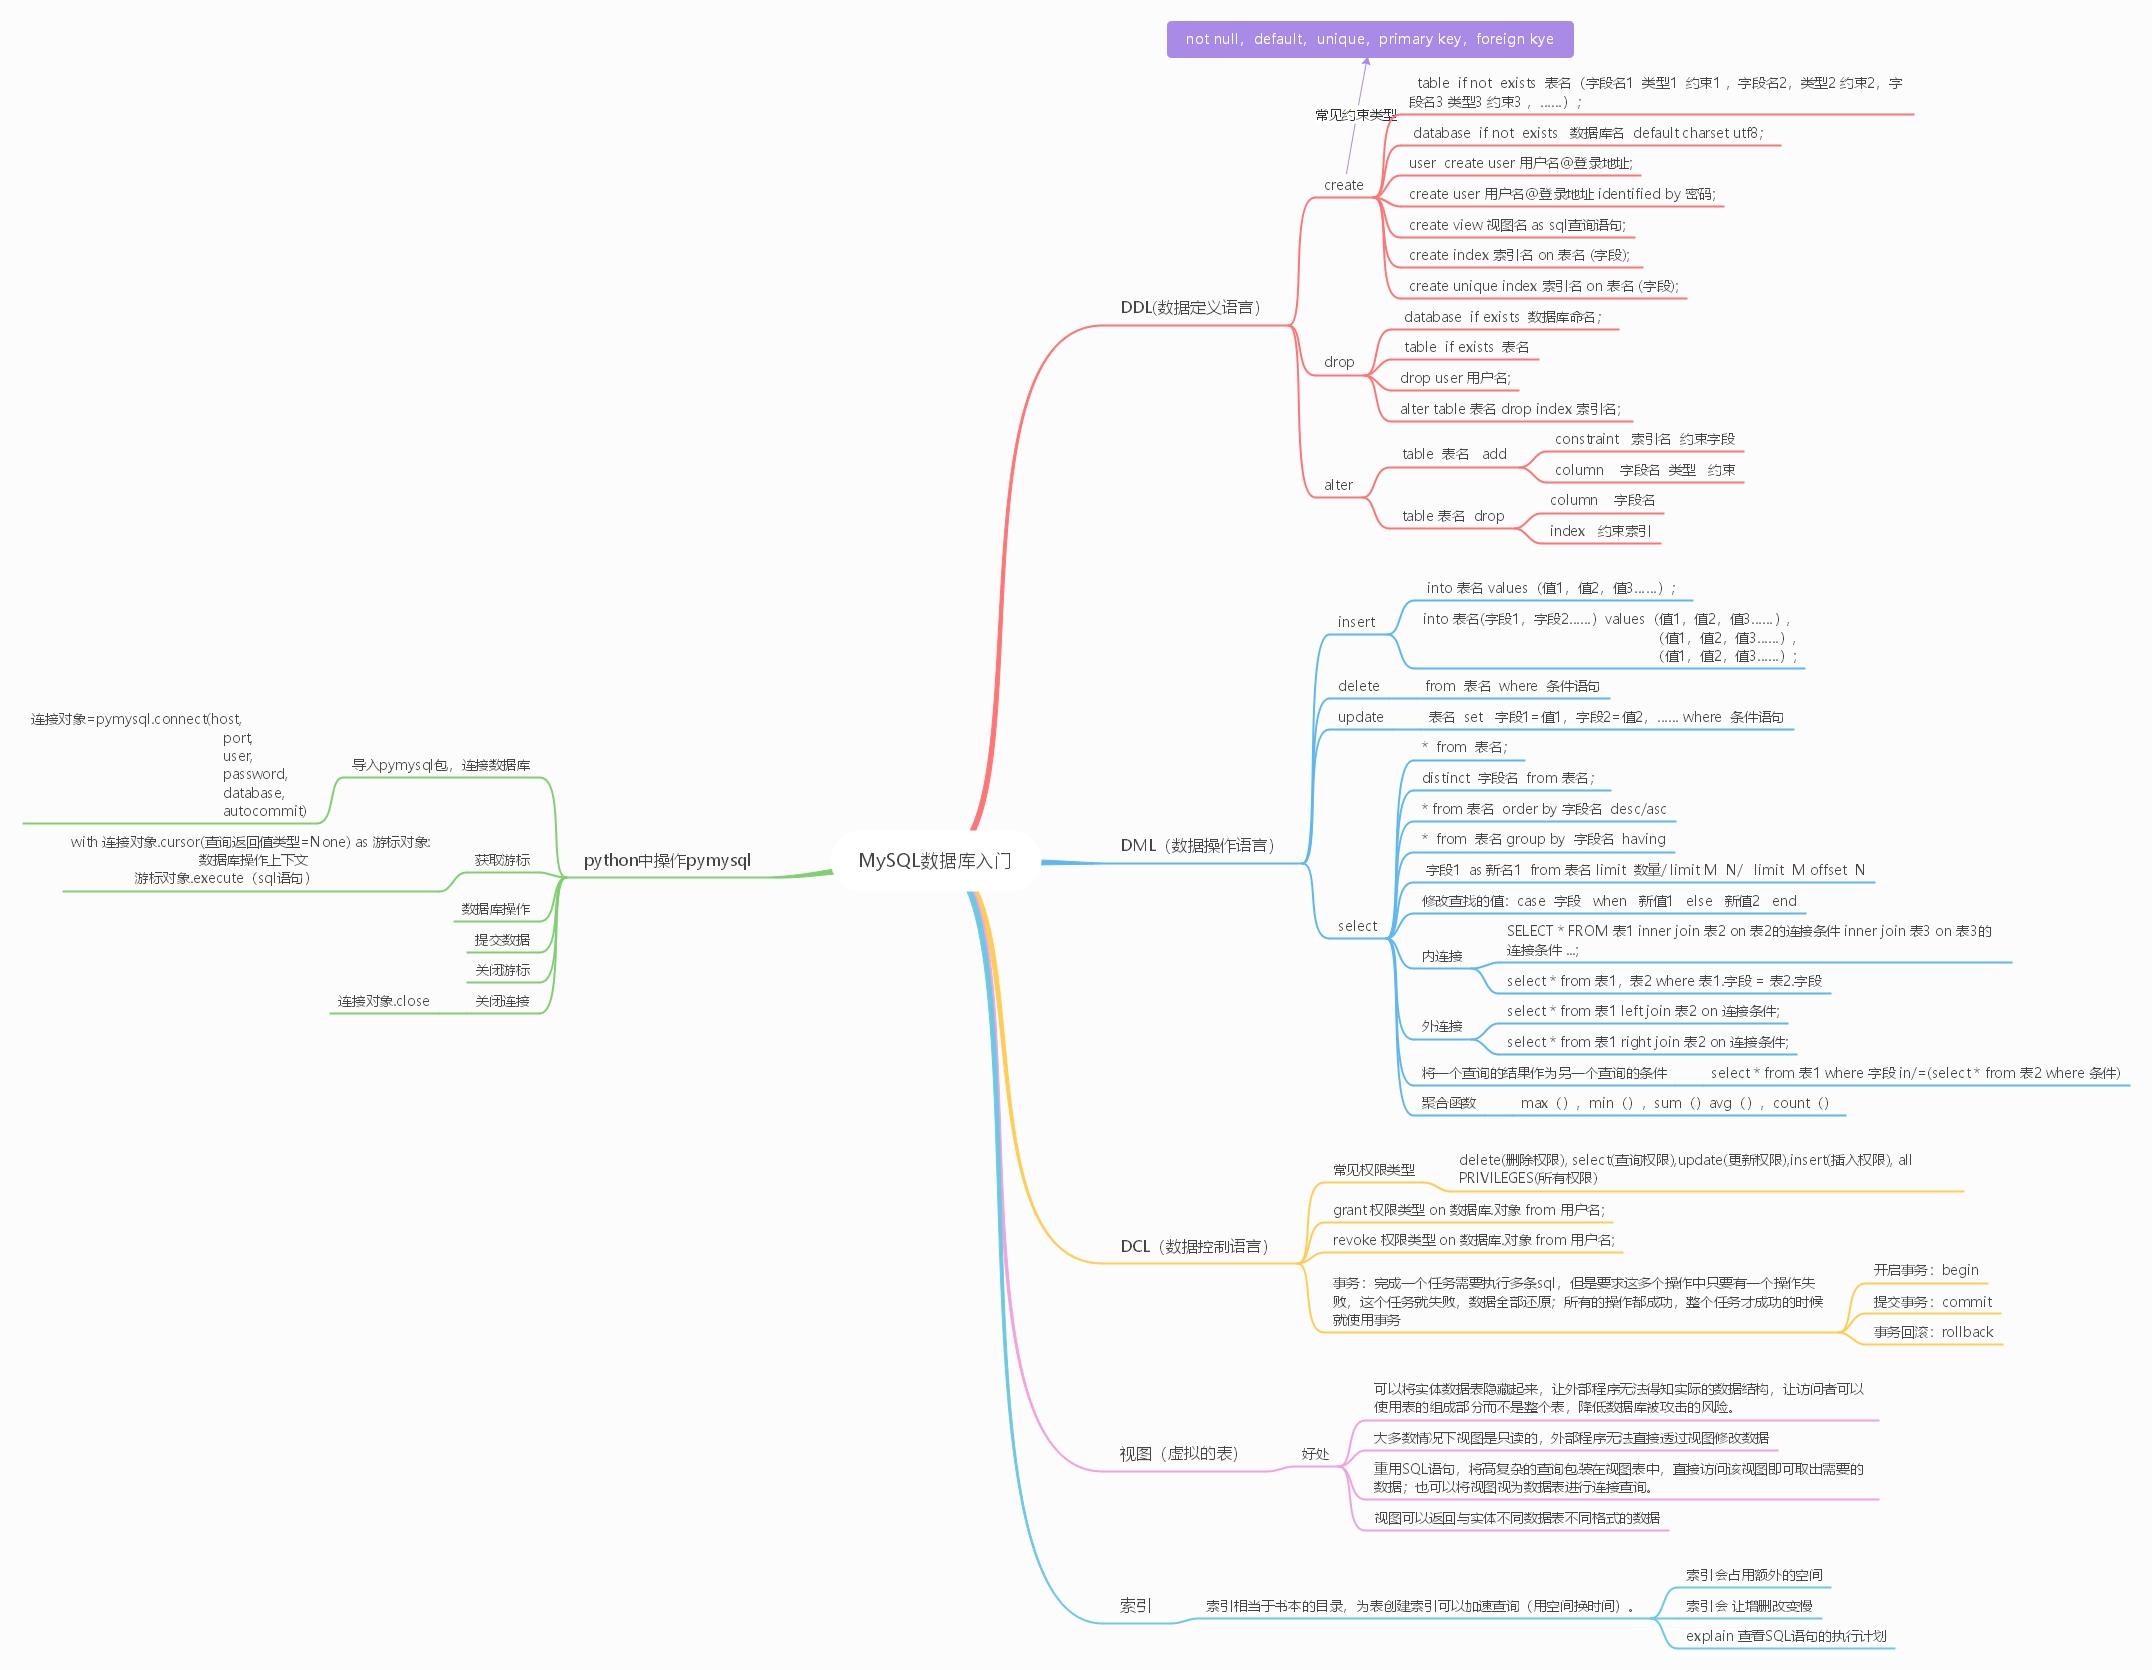 not null，default，unique，primary key，foreign kye
常见约束类型
MySQL数据库入门
DDL(数据定义语言）
create
table  if not  exists  表名（字段名1  类型1  约束1 ，字段名2，类型2 约束2，字
段名3 类型3 约束3 ，......）；
database  if not  exists   数据库名  default charset utf8；
user  create user 用户名@登录地址;
create user 用户名@登录地址 identified by 密码;
create view 视图名 as sql查询语句;
create index 索引名 on 表名 (字段);
create unique index 索引名 on 表名 (字段);
drop
database  if exists  数据库命名；
table  if exists  表名
drop user 用户名;
alter table 表名 drop index 索引名;
alter
table  表名   add
constraint   索引名  约束字段
column    字段名  类型   约束
table 表名  drop
column    字段名
index   约束索引
DML（数据操作语言）
insert
into 表名 values（值1，值2，值3......）；
into 表名(字段1，字段2......）values（值1，值2，值3......），
（值1，值2，值3......），
（值1，值2，值3......）；
delete
from  表名  where  条件语句
update
表名  set   字段1=值1，字段2=值2，...... where  条件语句
select
*  from  表名；
distinct  字段名  from 表名；
* from 表名  order by 字段名  desc/asc
*  from  表名 group by  字段名  having
字段1  as 新名1  from 表名 limit  数量/ limit M  N/   limit  M offset  N
修改查找的值：case  字段   when   新值1   else   新值2   end
内连接
SELECT * FROM 表1 inner join 表2 on 表2的连接条件 inner join 表3 on 表3的
连接条件 ...;
select * from 表1，表2 where 表1.字段 = 表2.字段
外连接
select * from 表1 left join 表2 on 连接条件;
select * from 表1 right join 表2 on 连接条件;
将一个查询的结果作为另一个查询的条件
select * from 表1 where 字段 in/=(select * from 表2 where 条件)
聚合函数
max（），min（），sum（）avg（），count（）
DCL（数据控制语言）
常见权限类型
delete(删除权限), select(查询权限),update(更新权限),insert(插入权限), all
PRIVILEGES(所有权限)
grant 权限类型 on 数据库.对象 from 用户名;
revoke 权限类型 on 数据库.对象 from 用户名;
事务：完成一个任务需要执行多条sql，但是要求这多个操作中只要有一个操作失
败，这个任务就失败，数据全部还原；所有的操作都成功，整个任务才成功的时候
就使用事务
开启事务：begin
提交事务：commit
事务回滚：rollback
视图（虚拟的表）
好处
可以将实体数据表隐藏起来，让外部程序无法得知实际的数据结构，让访问者可以
使用表的组成部分而不是整个表，降低数据库被攻击的风险。
大多数情况下视图是只读的，外部程序无法直接透过视图修改数据
重用SQL语句，将高复杂的查询包装在视图表中，直接访问该视图即可取出需要的
数据；也可以将视图视为数据表进行连接查询。
视图可以返回与实体不同数据表不同格式的数据
索引
索引相当于书本的目录，为表创建索引可以加速查询（用空间换时间）。
索引会占用额外的空间
索引会 让增删改变慢
explain 查看SQL语句的执行计划
python中操作pymysql
导入pymysql包，连接数据库
连接对象=pymysql.connect(host,
port,
user,
password,
database,
autocommit)
获取游标
with 连接对象.cursor(查询返回值类型=None) as 游标对象:
数据库操作上下文
游标对象.execute（sql语句）
数据库操作
提交数据
关闭游标
关闭连接
连接对象.close